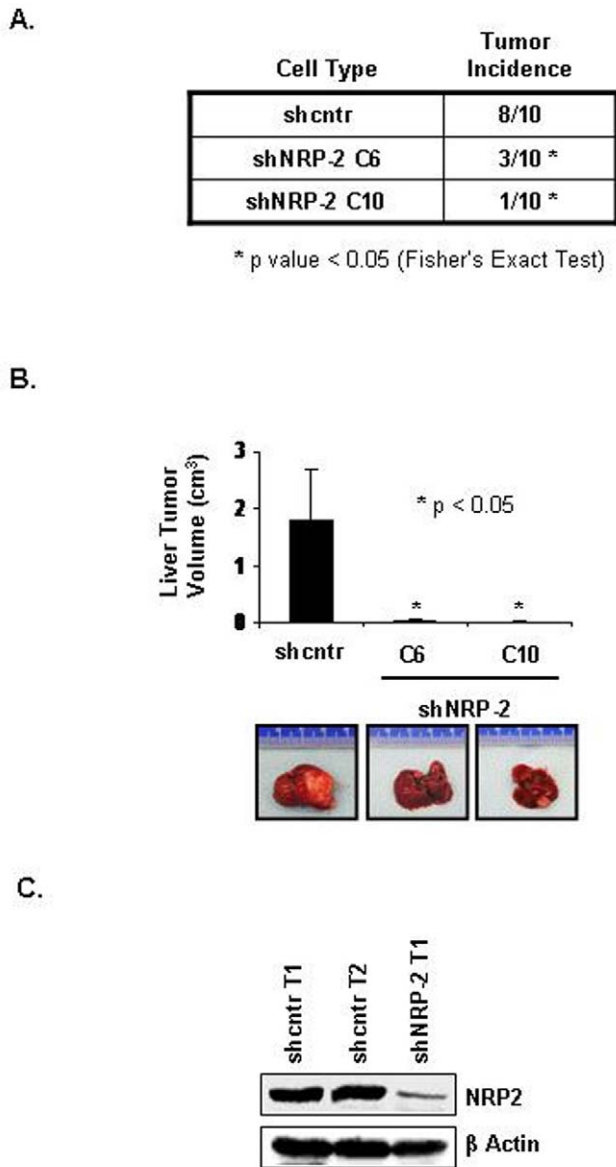 A.
Cell Type Tumor Incidence
shcntr 8/10
shNRP-2 C6 3/10 *
shNRP-2 C10 1/10 *
* p value < 0.05 (Fisher's Exact Test)
B.
Liver Tumor Volume (cm³)
3
2
1
0
* p < 0.05
* *
shcntr C6 C10
shNRP-2
C.
shcntr T1
shcntr T2
shNRP-2 T1
NRP2
β Actin